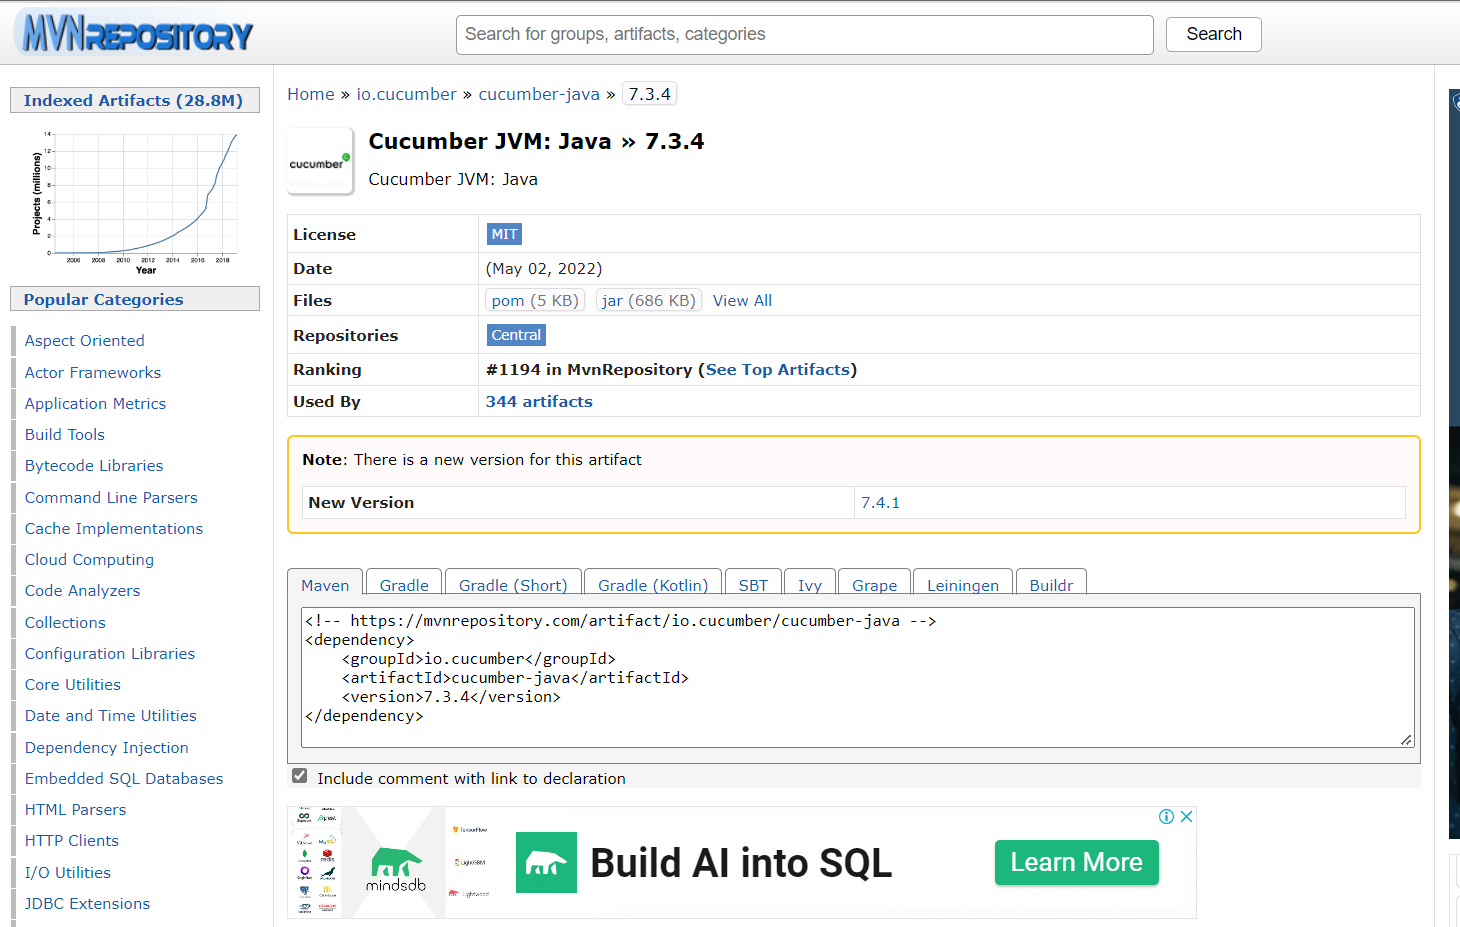 MVNREPOSITORY
Search for groups, artifacts, categories
Search
Indexed Artifacts (28.8M)
Projects (millions)
14
12
10
8
6
4
2
0
2006 2008 2010 2012 2014 2016 2018
Year
Popular Categories
Aspect Oriented
Actor Frameworks
Application Metrics
Build Tools
Bytecode Libraries
Command Line Parsers
Cache Implementations
Cloud Computing
Code Analyzers
Collections
Configuration Libraries
Core Utilities
Date and Time Utilities
Dependency Injection
Embedded SQL Databases
HTML Parsers
HTTP Clients
I/O Utilities
JDBC Extensions
Home » io.cucumber » cucumber-java » 7.3.4
cucumber
Cucumber JVM: Java » 7.3.4
Cucumber JVM: Java
License MIT
Date (May 02, 2022)
Files pom (5 KB) jar (686 KB) View All
Repositories Central
Ranking #1194 in MvnRepository (See Top Artifacts)
Used By 344 artifacts
Note: There is a new version for this artifact
New Version 7.4.1
Maven Gradle Gradle (Short) Gradle (Kotlin) SBT Ivy Grape Leiningen Buildr
<!-- https://mvnrepository.com/artifact/io.cucumber/cucumber-java -->
<dependency>
    <groupId>io.cucumber</groupId>
    <artifactId>cucumber-java</artifactId>
    <version>7.3.4</version>
</dependency>
Include comment with link to declaration
redis
mindsdb
TensorFlow
LightGBM
Lightwood
Build AI into SQL
Learn More